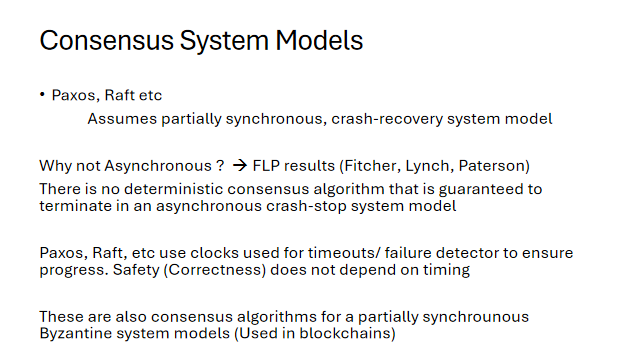 Consensus System Models
• Paxos, Raft etc
Assumes partially synchronous, crash-recovery system model
Why not Asynchronous ? → FLP results (Fitcher, Lynch, Paterson)
There is no deterministic consensus algorithm that is guaranteed to
terminate in an asynchronous crash-stop system model
Paxos, Raft, etc use clocks used for timeouts/ failure detector to ensure
progress. Safety (Correctness) does not depend on timing
These are also consensus algorithms for a partially synchrounous
Byzantine system models (Used in blockchains)